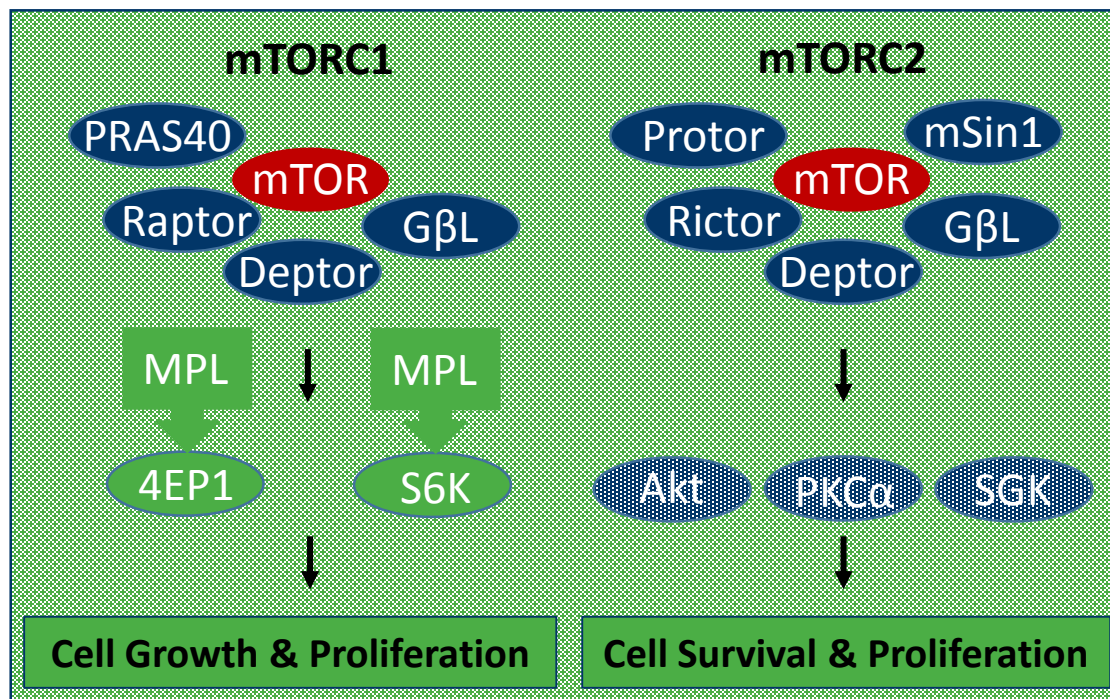 mTORC1
mTORC2
PRAS40
mTOR
Raptor
GβL
Deptor
Protor
mSin1
mTOR
Rictor
GβL
Deptor
MPL
MPL
4EP1
S6K
Akt
PKCα
SGK
Cell Growth & Proliferation
Cell Survival & Proliferation